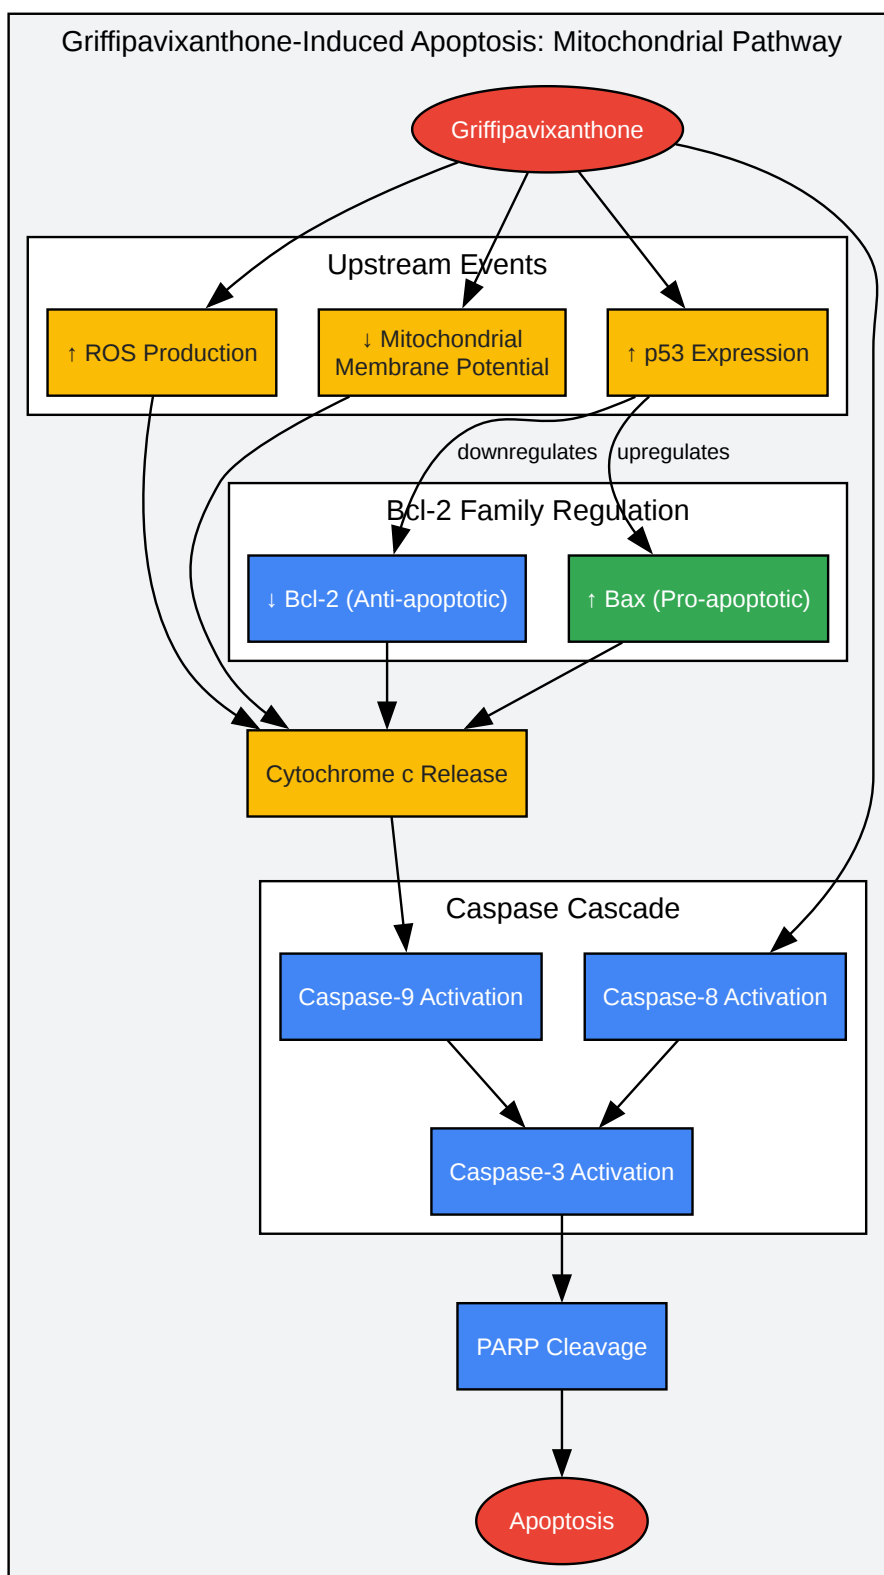 Griffipavixanthone-Induced Apoptosis: Mitochondrial Pathway
Griffipavixanthone
Upstream Events
↑ ROS Production
↓ Mitochondrial
Membrane Potential
↑ p53 Expression
downregulates
upregulates
Bcl-2 Family Regulation
↓ Bcl-2 (Anti-apoptotic)
↑ Bax (Pro-apoptotic)
Cytochrome c Release
Caspase Cascade
Caspase-9 Activation
Caspase-8 Activation
Caspase-3 Activation
PARP Cleavage
Apoptosis